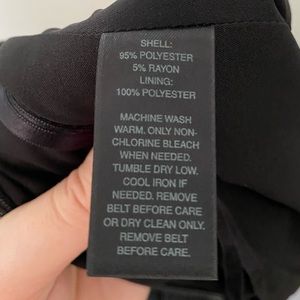 SHELL:
95% POLYESTER
5% RAYON
LINING:
100% POLYESTER
MACHINE WASH
WARM. ONLY NON-
CHLORINE BLEACH
WHEN NEEDED.
TUMBLE DRY LOW.
COOL IRON IF
NEEDED. REMOVE
BELT BEFORE CARE
OR DRY CLEAN ONLY.
REMOVE BELT
BEFORE CARE.